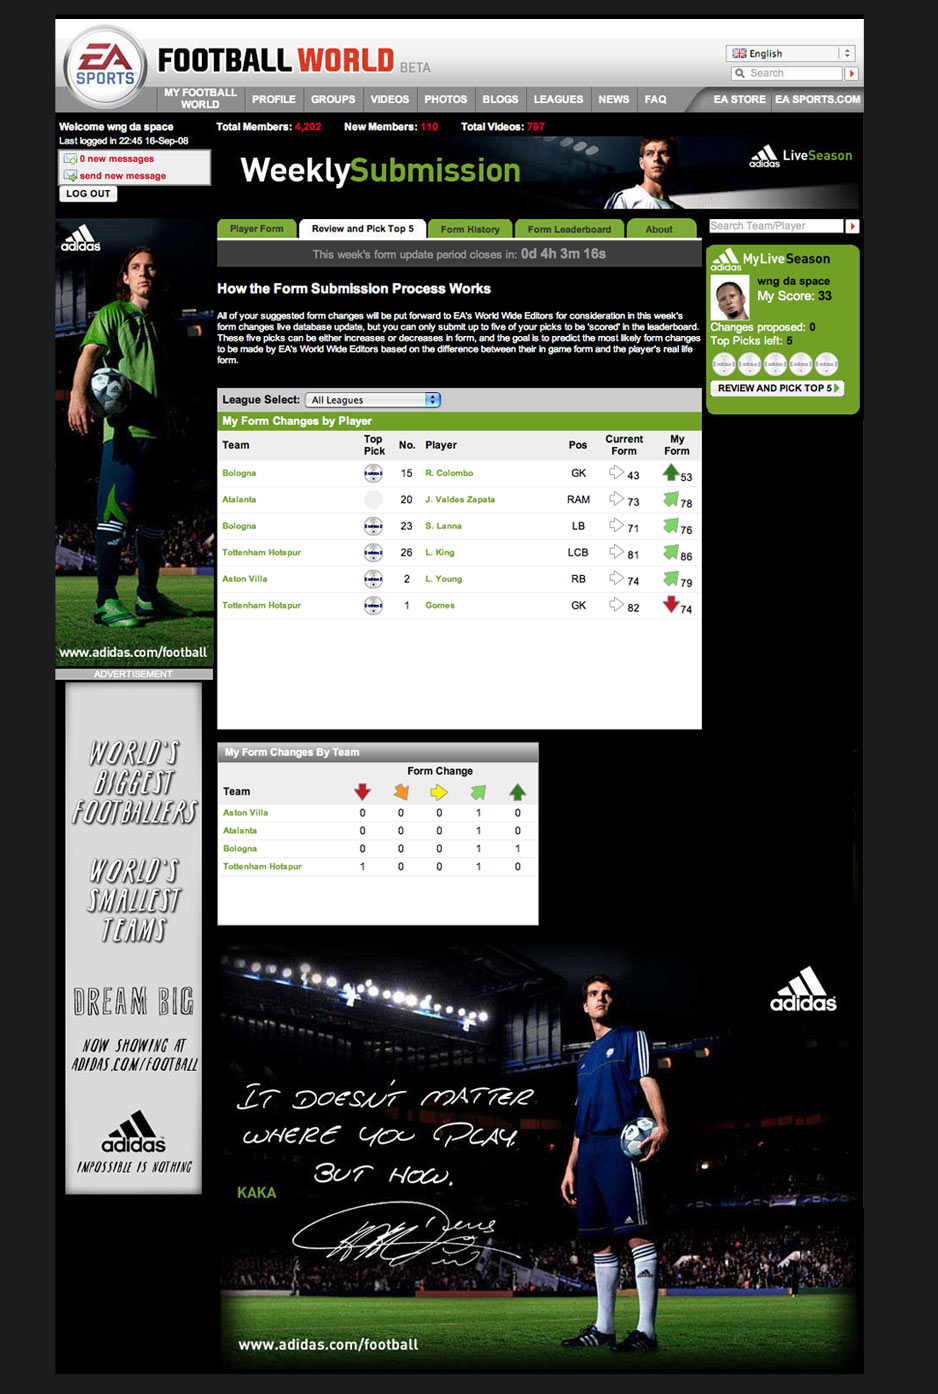 EA SPORTS
FOOTBALL WORLD BETA
English
Search
MY FOOTBALL WORLD PROFILE GROUPS VIDEOS PHOTOS BLOGS LEAGUES NEWS FAQ EA STORE EA SPORTS.COM
Welcome wng da space
Last logged in 22:45 16-Sep-08
0 new messages
send new message
LOG OUT
Total Members: 4,202 New Members: 110 Total Videos: 797
WeeklySubmission
adidas LiveSeason
adidas
www.adidas.com/football
ADVERTISEMENT
WORLD'S
BIGGEST
FOOTBALLERS
WORLD'S
SMALLEST
TEAMS
DREAM BIG
NOW SHOWING AT
ADIDAS.COM/FOOTBALL
adidas
IMPOSSIBLE IS NOTHING
Player Form Review and Pick Top 5 Form History Form Leaderboard About
This week's form update period closes in: 0d 4h 3m 16s
How the Form Submission Process Works
All of your suggested form changes will be put forward to EA's World Wide Editors for consideration in this week's
form changes live database update, but you can only submit up to five of your picks to be 'scored' in the leaderboard.
These five picks can be either increases or decreases in form, and the goal is to predict the most likely form changes
to be made by EA's World Wide Editors based on the difference between their in game form and the player's real life
form.
League Select: All Leagues
My Form Changes by Player
Team Top Pick No. Player Pos Current Form My Form
Bologna 15 R. Colombo GK 43 53
Atalanta 20 J. Valdes Zapata RAM 73 78
Bologna 23 S. Lanna LB 71 76
Tottenham Hotspur 26 L. King LCB 81 86
Aston Villa 2 L. Young RB 74 79
Tottenham Hotspur 1 Gomes GK 82 74
My Form Changes By Team
Form Change
Team
Aston Villa 0 0 0 1 0
Atalanta 0 0 0 1 0
Bologna 0 0 0 1 1
Tottenham Hotspur 1 0 0 1 0
Search Team/Player
adidas MyLiveSeason
wng da space
My Score: 33
Changes proposed: 0
Top Picks left: 5
REVIEW AND PICK TOP 5
adidas
IT DOESN'T MATTER
WHERE YOU PLAY.
BUT HOW.
KAKA
www.adidas.com/football